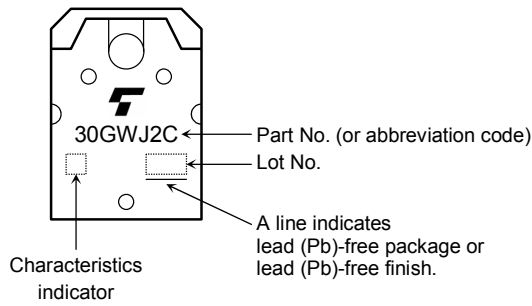 30GWJ2C
Part No. (or abbreviation code)
Lot No.
A line indicates
lead (Pb)-free package or
lead (Pb)-free finish.
Characteristics
indicator